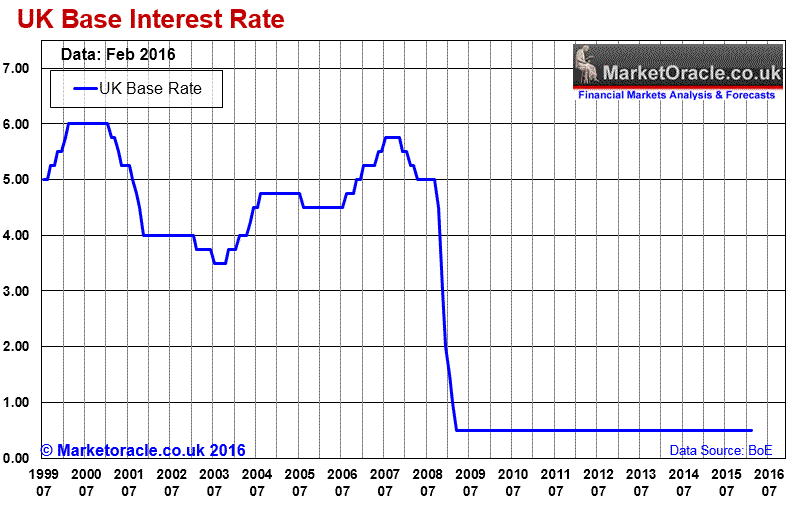 UK Base Interest Rate
Data: Feb 2016
UK Base Rate
MarketOracle.co.uk
Financial Markets Analysis & Forecasts
7.00
6.00
5.00
4.00
3.00
2.00
1.00
0.00
© Marketoracle.co.uk 2016
Data Source: BoE
1999 2000 2001 2002 2003 2004 2005 2006 2007 2008 2009 2010 2011 2012 2013 2014 2015 2016
07 07 07 07 07 07 07 07 07 07 07 07 07 07 07 07 07 07